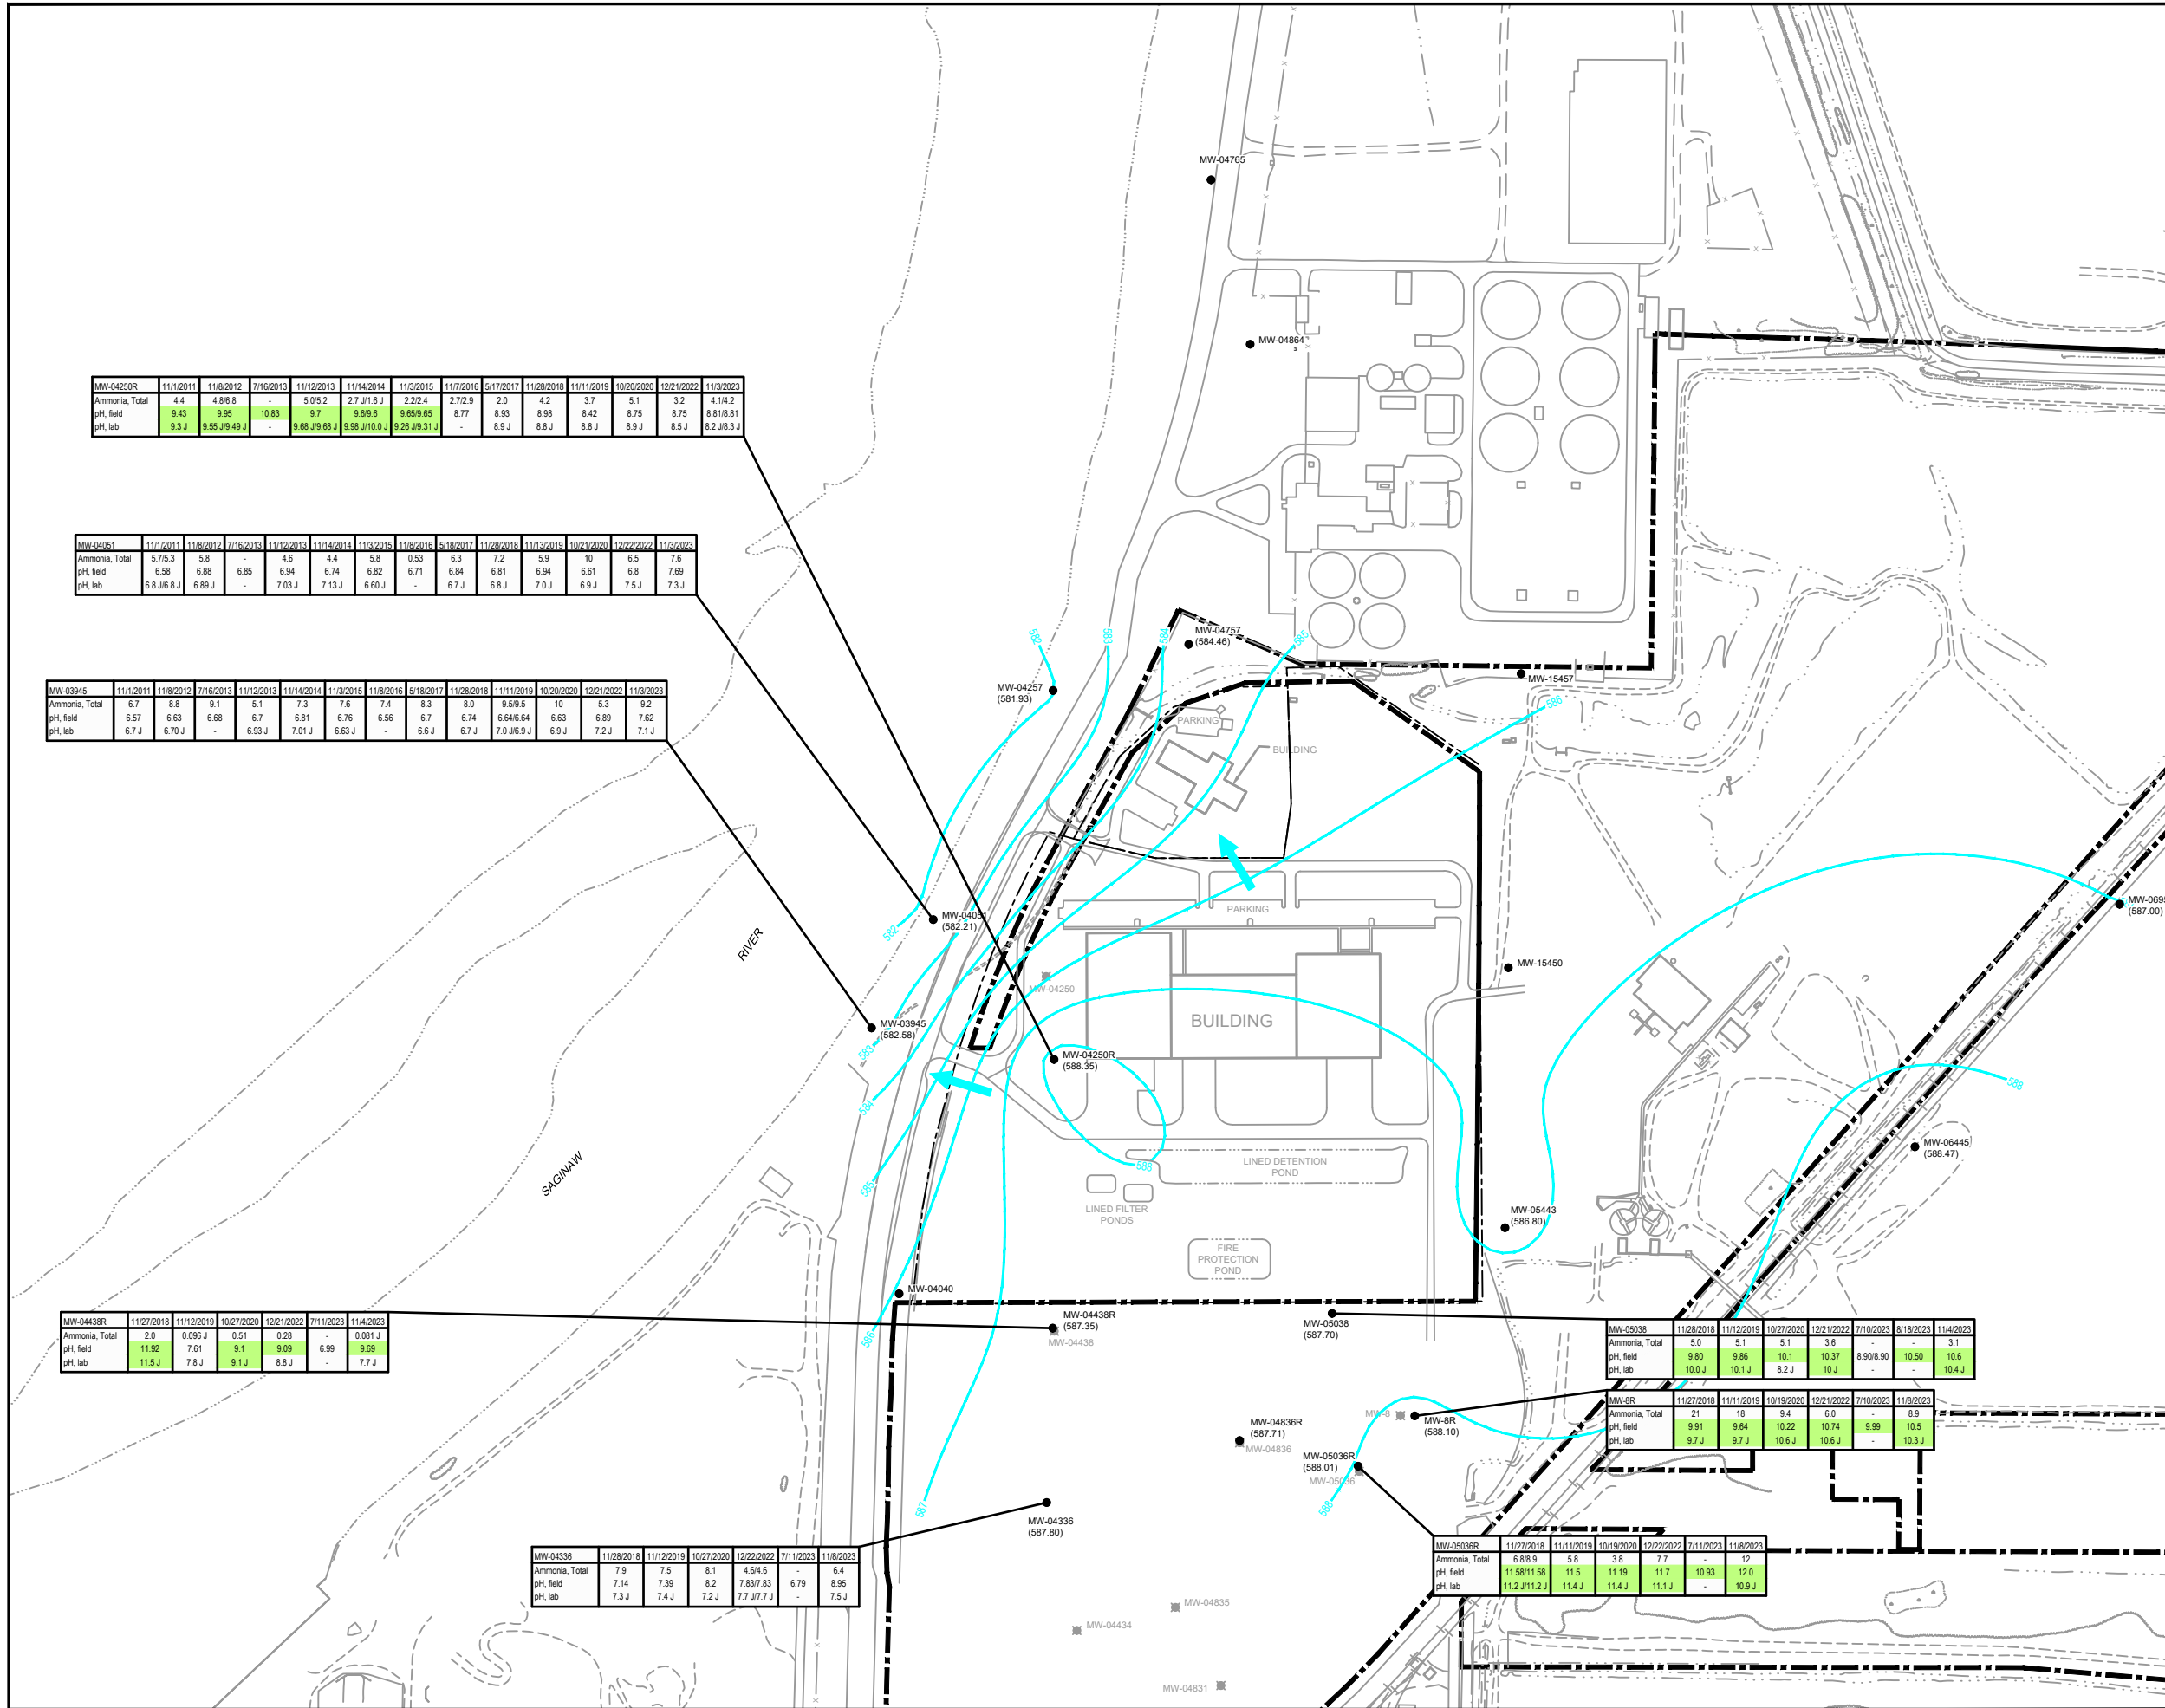 MW-04765
MW-04864
MW-04250R 11/1/2011 11/8/2012 7/16/2013 11/12/2013 11/14/2014 11/3/2015 11/7/2016 5/17/2017 11/28/2018 11/11/2019 10/20/2020 12/21/2022 11/3/2023
Ammonia, Total 4.4 4.8/6.8 - 5.0/5.2 2.7 J/1.6 J 2.2/2.4 2.7/2.9 2.0 4.2 3.7 5.1 3.2 4.1/4.2
pH, field 9.43 9.95 10.83 9.7 9.6/9.6 9.65/9.65 8.77 8.93 8.98 8.42 8.75 8.75 8.81/8.81
pH, lab 9.3 J 9.55 J/9.49 J - 9.68 J/9.68 J 9.98 J/10.0 J 9.26 J/9.31 J - 8.9 J 8.8 J 8.8 J 8.9 J 8.5 J 8.2 J/8.3 J
MW-04051 11/1/2011 11/8/2012 7/16/2013 11/12/2013 11/14/2014 11/3/2015 11/8/2016 5/18/2017 11/28/2018 11/13/2019 10/21/2020 12/22/2022 11/3/2023
Ammonia, Total 5.7/5.3 5.8 - 4.6 4.4 5.8 0.53 6.3 7.2 5.9 10 6.5 7.6
pH, field 6.58 6.88 6.85 6.94 6.74 6.82 6.71 6.84 6.81 6.94 6.61 6.8 7.69
pH, lab 6.8 J/6.8 J 6.89 J - 7.03 J 7.13 J 6.60 J - 6.7 J 6.8 J 7.0 J 6.9 J 7.5 J 7.3 J
582
583
584
585
MW-04757
(584.46)
MW-15457
MW-04257
(581.93)
586
MW-03945 11/1/2011 11/8/2012 7/16/2013 11/12/2013 11/14/2014 11/3/2015 11/8/2016 5/18/2017 11/28/2018 11/11/2019 10/20/2020 12/21/2022 11/3/2023
Ammonia, Total 6.7 8.8 9.1 5.1 7.3 7.6 7.4 8.3 8.0 9.5/9.5 10 5.3 9.2
pH, field 6.57 6.63 6.68 6.7 6.81 6.76 6.56 6.7 6.74 6.64/6.64 6.63 6.89 7.62
pH, lab 6.7 J 6.70 J - 6.93 J 7.01 J 6.63 J - 6.6 J 6.7 J 7.0 J/6.9 J 6.9 J 7.2 J 7.1 J
PARKING
BUILDING
MW-069
(587.00)
PARKING
MW-04051
(582.21)
582
RIVER
MW-15450
MW-04250
BUILDING
MW-03945
(582.58)
583
MW-04250R
(588.35)
588
584
MW-06445
(588.47)
SAGINAW
588
LINED DETENTION
POND
585
LINED FILTER
PONDS
MW-05443
(586.80)
FIRE
PROTECTION
POND
MW-04040
586
MW-04438R
(587.35)
MW-04438
MW-05038
(587.70)
MW-04438R 11/27/2018 11/12/2019 10/27/2020 12/21/2022 7/11/2023 11/4/2023
Ammonia, Total 2.0 0.096 J 0.51 0.28 - 0.081 J
pH, field 11.92 7.61 9.1 9.09 6.99 9.69
pH, lab 11.5 J 7.8 J 9.1 J 8.8 J - 7.7 J
MW-05038 11/28/2018 11/12/2019 10/27/2020 12/21/2022 7/10/2023 8/18/2023 11/4/2023
Ammonia, Total 5.0 5.1 5.1 3.6 - - 3.1
pH, field 9.80 9.86 10.1 10.37 8.90/8.90 10.50 10.6
pH, lab 10.0 J 10.1 J 8.2 J 10 J - - 10.4 J
MW-8R 11/27/2018 11/11/2019 10/19/2020 12/21/2022 7/10/2023 11/8/2023
Ammonia, Total 21 18 9.4 6.0 - 8.9
pH, field 9.91 9.64 10.22 10.74 9.99 10.5
pH, lab 9.7 J 9.7 J 10.6 J 10.6 J - 10.3 J
MW-8
MW-8R
(588.10)
MW-04836R
(587.71)
MW-04836
MW-05036R
(588.01)
MW-05036
588
587
MW-04336
(587.80)
MW-04336 11/28/2018 11/12/2019 10/27/2020 12/22/2022 7/11/2023 11/8/2023
Ammonia, Total 7.9 7.5 8.1 4.6/4.6 - 6.4
pH, field 7.14 7.39 8.2 7.83/7.83 6.79 8.95
pH, lab 7.3 J 7.4 J 7.2 J 7.7 J/7.7 J - 7.5 J
MW-05036R 11/27/2018 11/11/2019 10/19/2020 12/22/2022 7/11/2023 11/8/2023
Ammonia, Total 6.8/8.9 5.8 3.8 7.7 - 12
pH, field 11.58/11.58 11.5 11.19 11.7 10.93 12.0
pH, lab 11.2 J/11.2 J 11.4 J 11.4 J 11.1 J - 10.9 J
MW-04835
MW-04434
MW-04831